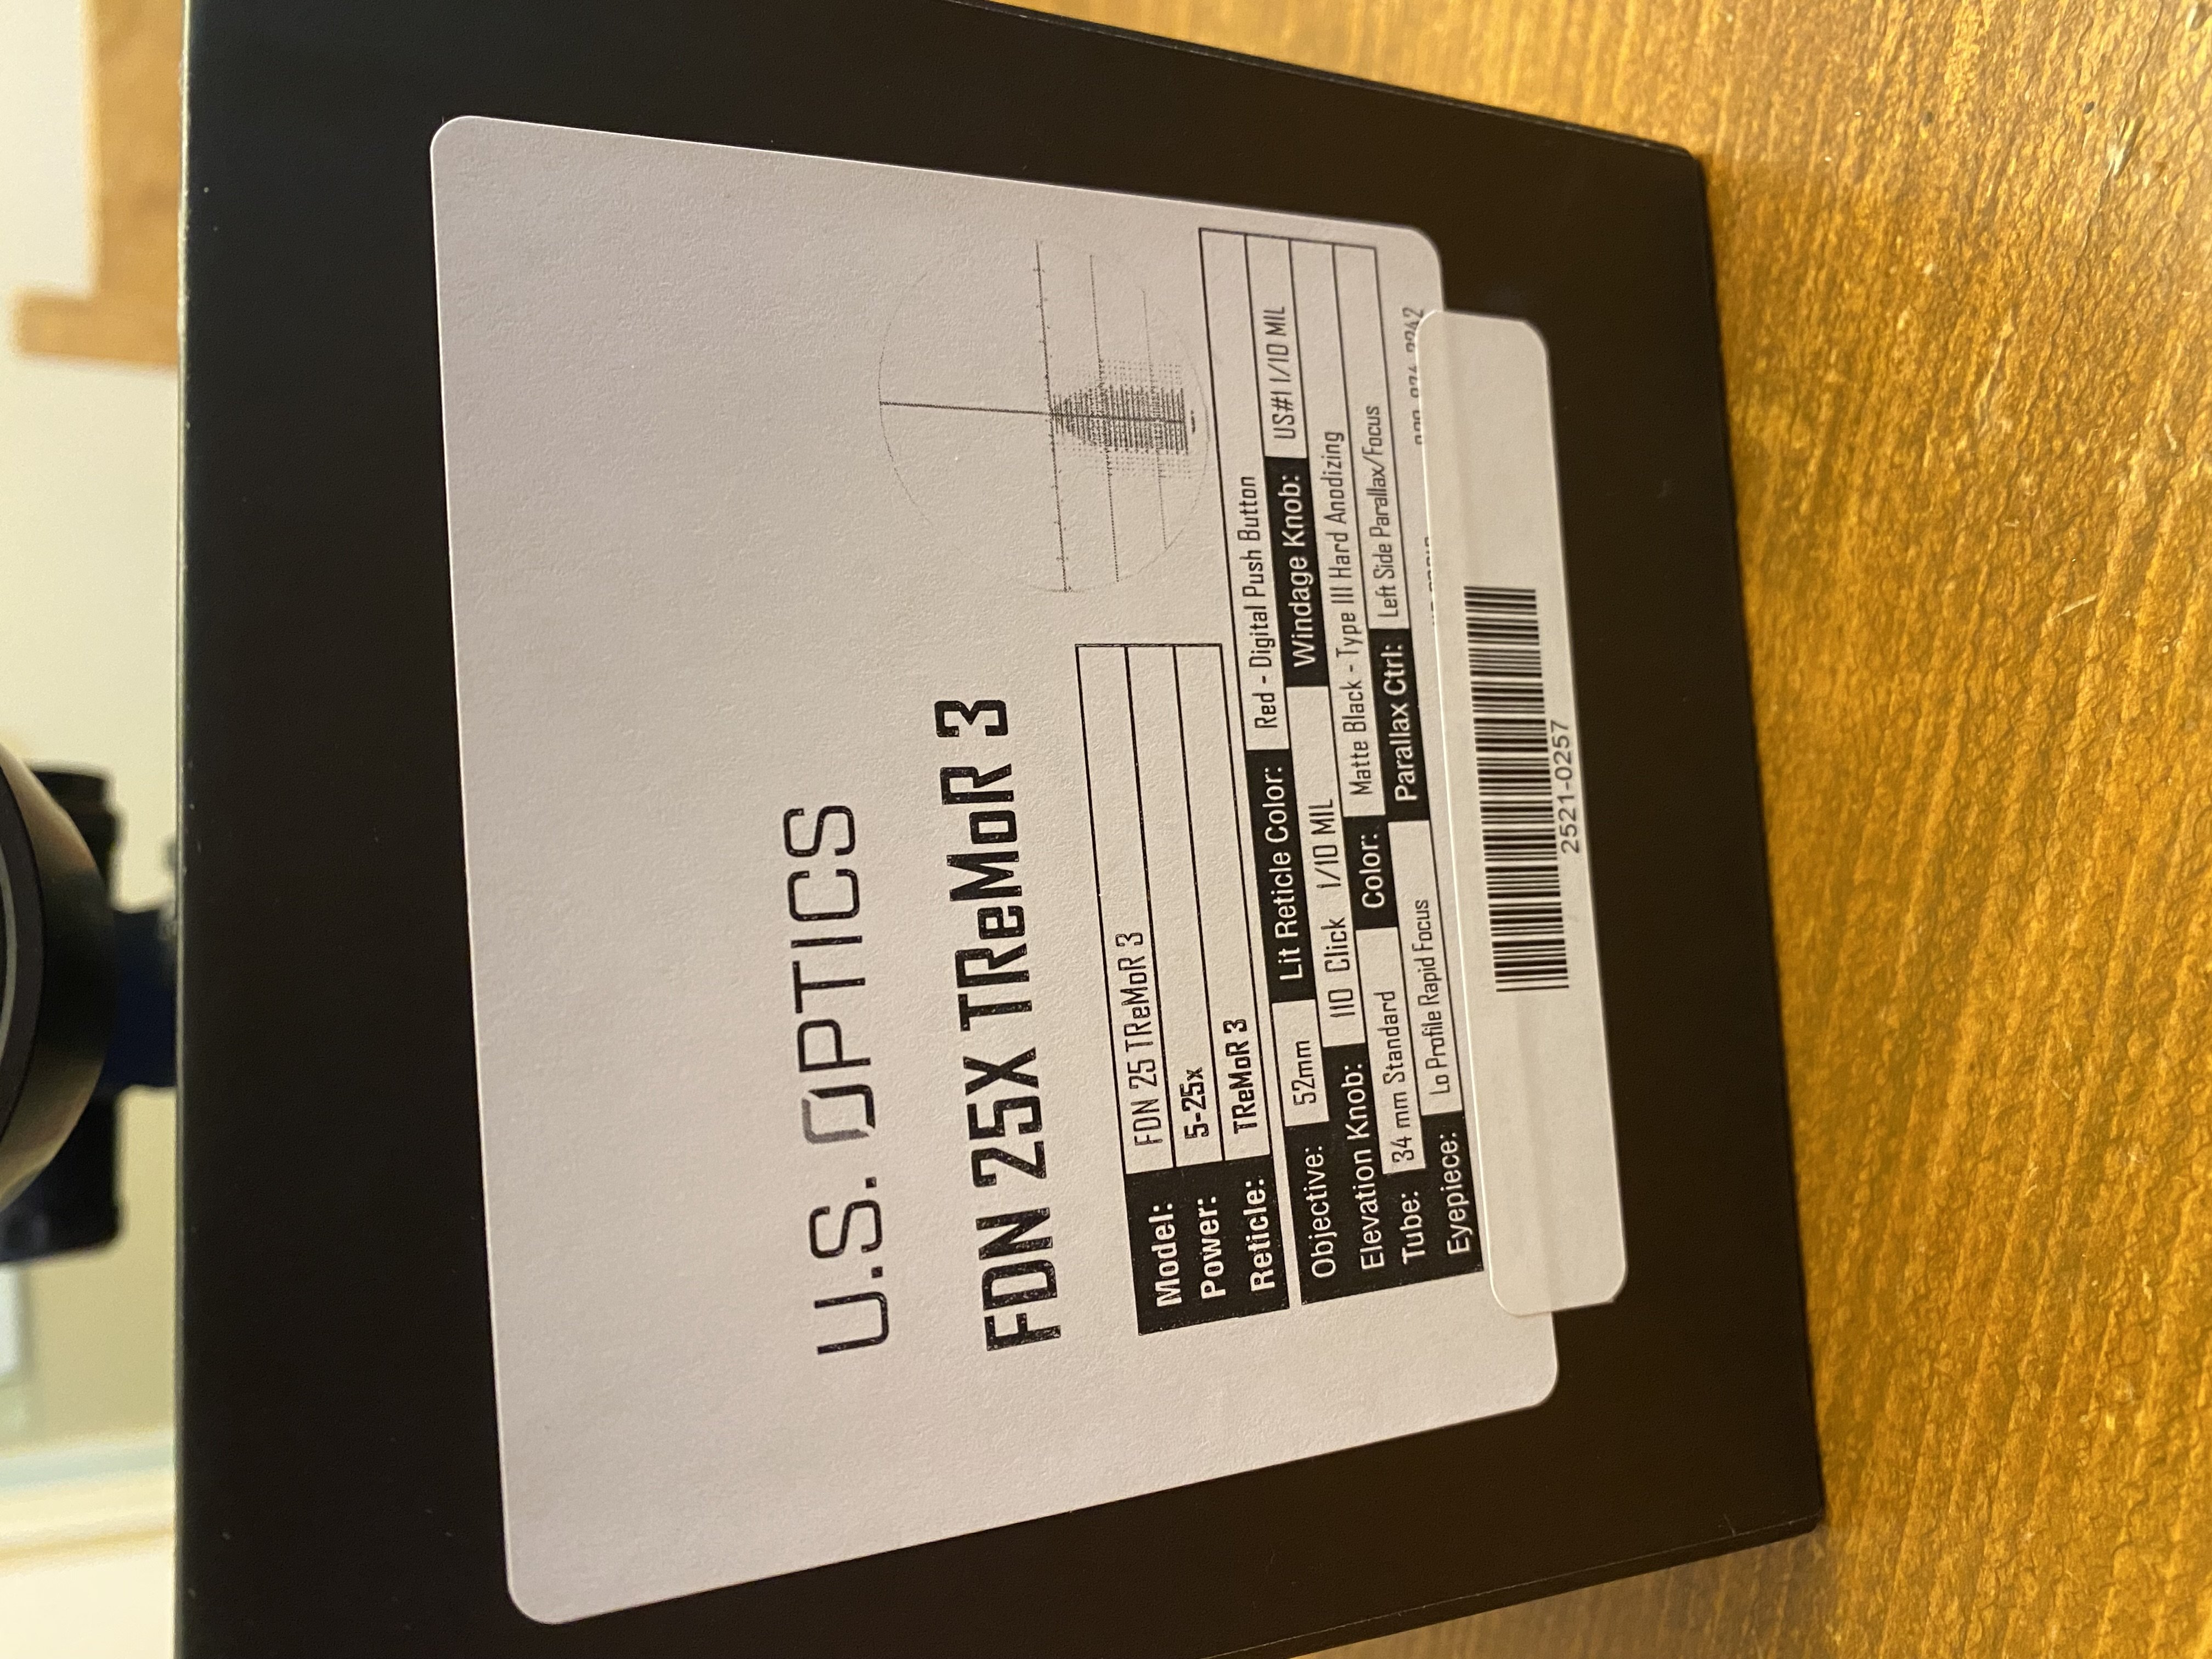 U.S. OPTICS
FDN 25X TReMoR 3
Model: FDN 25 TReMoR 3
Power: 5-25x
Reticle: TReMoR 3
Objective: 52mm Lit Reticle Color: Red - Digital Push Button
Elevation Knob: 110 Click 1/10 MIL Windage Knob: US#1 1/10 MIL
Tube: 34 mm Standard Color: Matte Black - Type III Hard Anodizing
Eyepiece: Lo Profile Rapid Focus Parallax Ctrl: Left Side Parallax/Focus
2521-0257